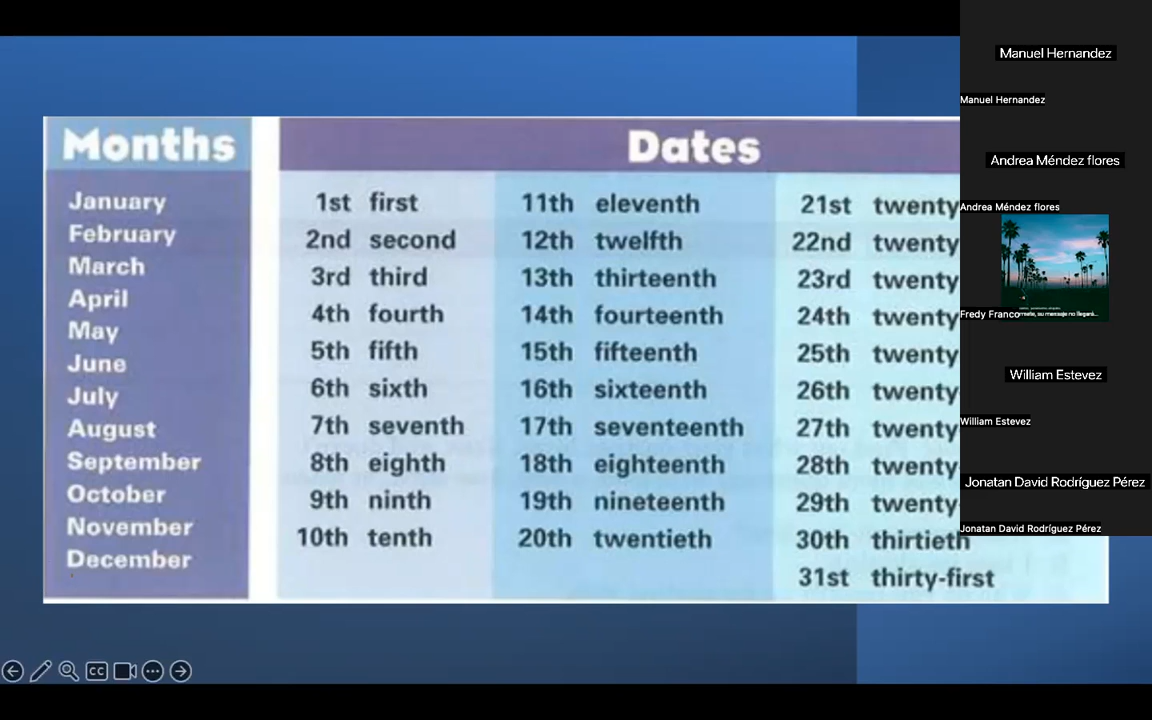 Months
January
February
March
April
May
June
July
August
September
October
November
December
Dates
1st first
2nd second
3rd third
4th fourth
5th fifth
6th sixth
7th seventh
8th eighth
9th ninth
10th tenth
11th eleventh
12th twelfth
13th thirteenth
14th fourteenth
15th fifteenth
16th sixteenth
17th seventeenth
18th eighteenth
19th nineteenth
20th twentieth
21st twenty
22nd twenty
23rd twenty
24th twenty
25th twenty
26th twenty
27th twenty
28th twenty
29th twenty
30th thirtieth
31st thirty-first
Manuel Hernandez
Manuel Hernandez
Andrea Méndez flores
Andrea Méndez flores
su mensaje no llegará...
Fredy Franco
William Estevez
William Estevez
Jonatan David Rodríguez Pérez
Jonatan David Rodríguez Pérez
CC